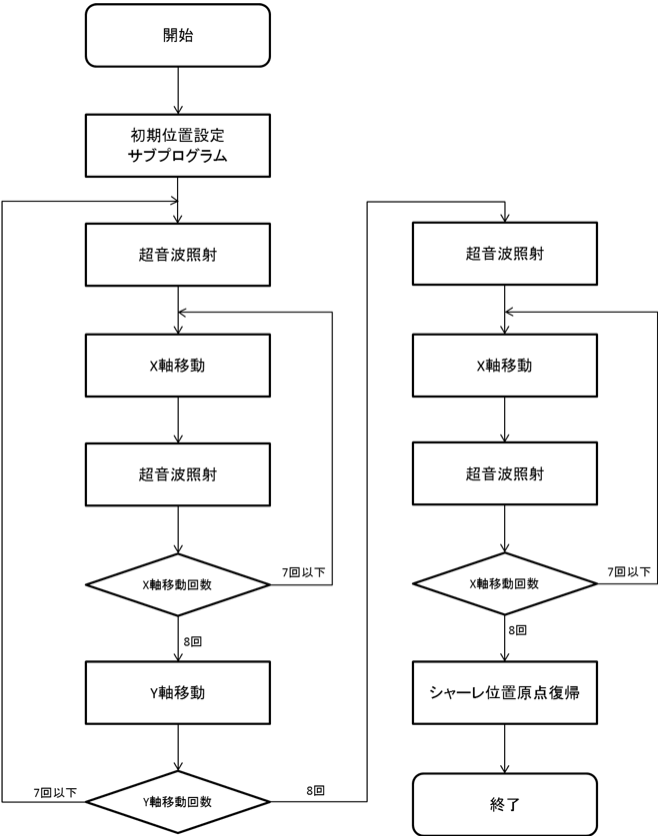 開始
初期位置設定
サブプログラム
超音波照射
X軸移動
超音波照射
X軸移動回数
7回以下
8回
Y軸移動
Y軸移動回数
7回以下
8回
超音波照射
X軸移動
超音波照射
X軸移動回数
7回以下
8回
シャーレ位置原点復帰
終了